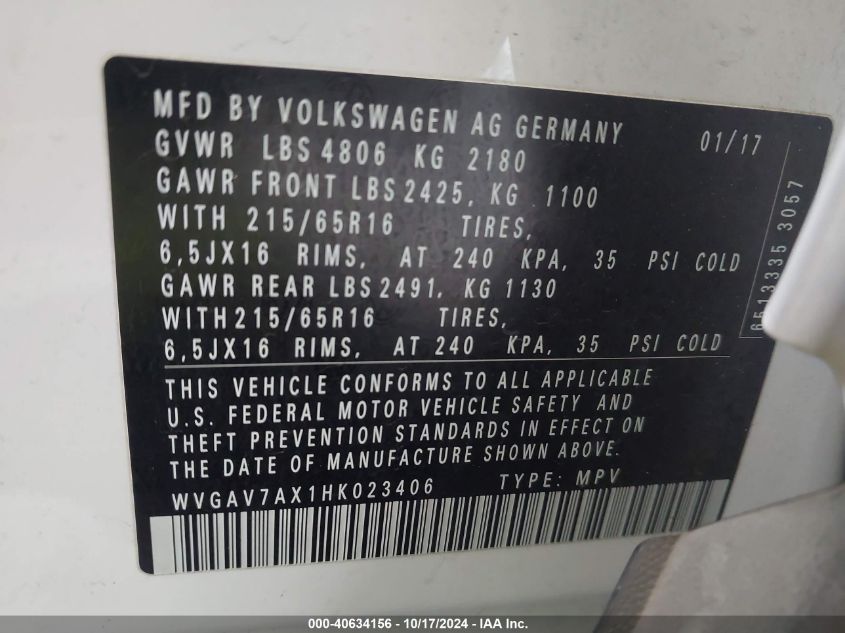 MFD BY VOLKSWAGEN AG GERMANY 01/17
GVWR LBS 4806 KG 2180
GAWR FRONT LBS 2425, KG 1100
WITH 215/65R16 TIRES,
6,5JX16 RIMS, AT 240 KPA, 35 PSI COLD
GAWR REAR LBS 2491, KG 1130
WITH 215/65R16 TIRES,
6,5JX16 RIMS, AT 240 KPA, 35 PSI COLD
6513335 3057
THIS VEHICLE CONFORMS TO ALL APPLICABLE
U.S. FEDERAL MOTOR VEHICLE SAFETY AND
THEFT PREVENTION STANDARDS IN EFFECT ON
THE DATE OF MANUFACTURE SHOWN ABOVE.
WVGAV7AX1HK023406 TYPE: MPV
000-40634156 - 10/17/2024 - IAA Inc.